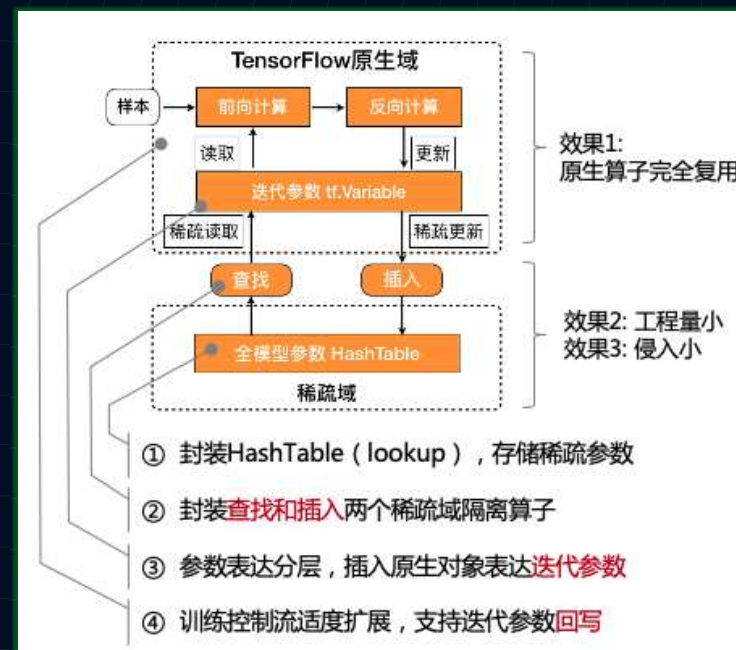 TensorFlow原生域
样本
前向计算
反向计算
读取
更新
迭代参数 tf.Variable
稀疏读取
稀疏更新
查找
插入
全模型参数 HashTable
稀疏域
效果1:
原生算子完全复用
效果2: 工程量小
效果3: 侵入小
① 封装HashTable（lookup），存储稀疏参数
② 封装查找和插入两个稀疏域隔离算子
③ 参数表达分层，插入原生对象表达迭代参数
④ 训练控制流适度扩展，支持迭代参数回写